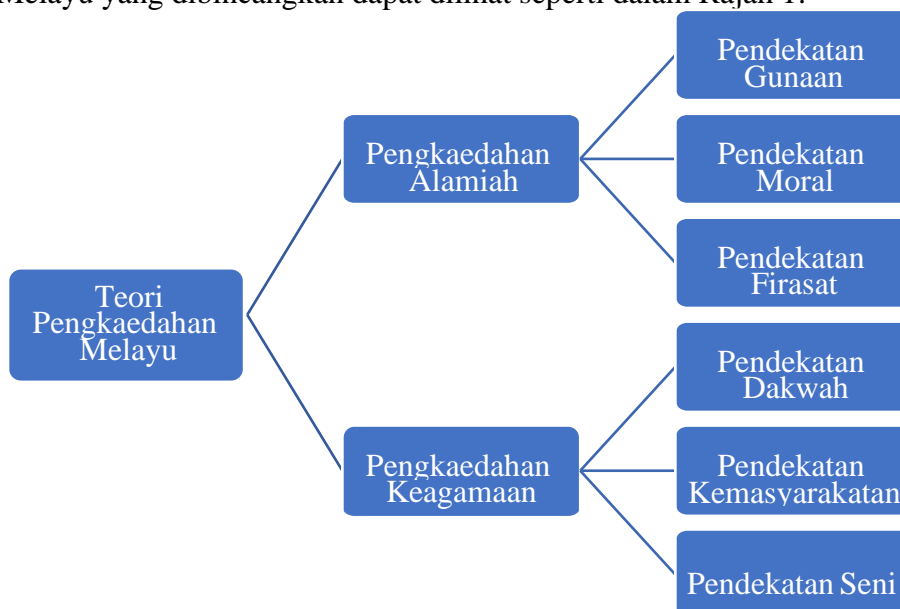 Melayu yang dibincangkan dapat dilihat seperti dalam Rajah 1.
Pendekatan
Gunaan
Pengkaedahan
Alamiah
Pendekatan
Moral
Pendekatan
Firasat
Teori
Pengkaedahan
Melayu
Pendekatan
Dakwah
Pengkaedahan
Keagamaan
Pendekatan
Kemasyarakatan
Pendekatan Seni